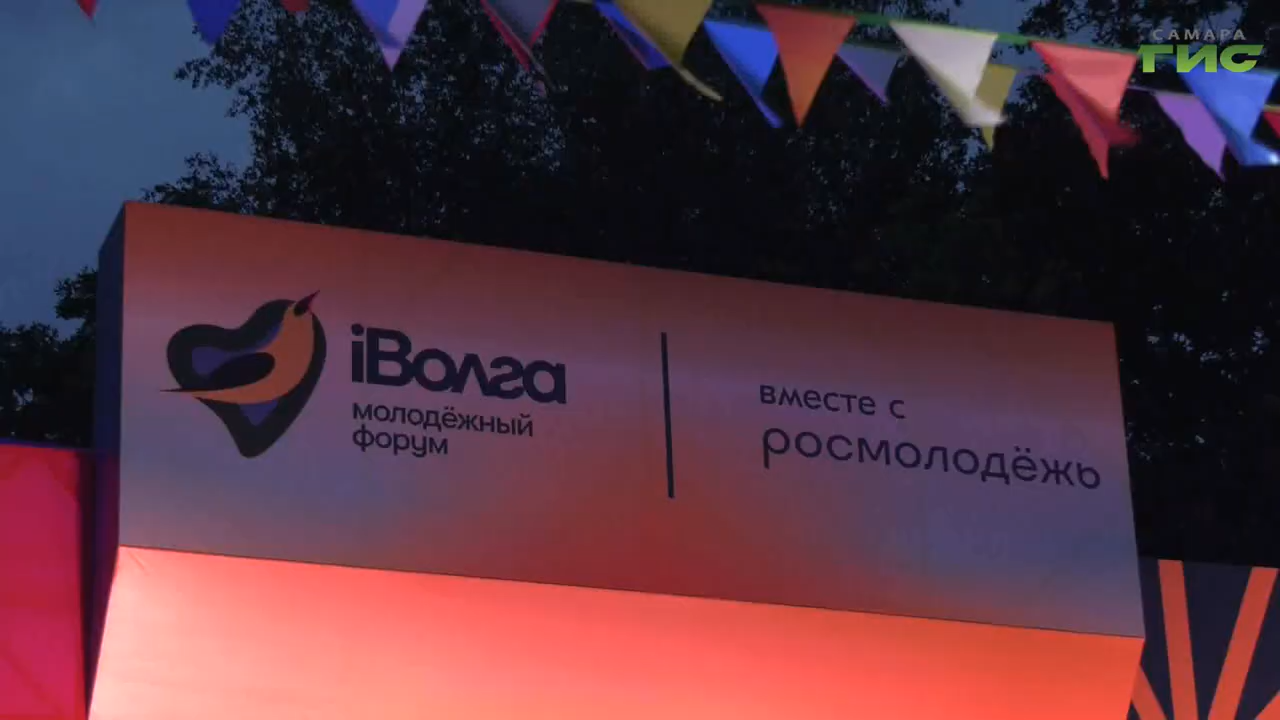 САМАРА
ГИС
iВолга
молодёжный
форум
вместе с
росмолодёжь